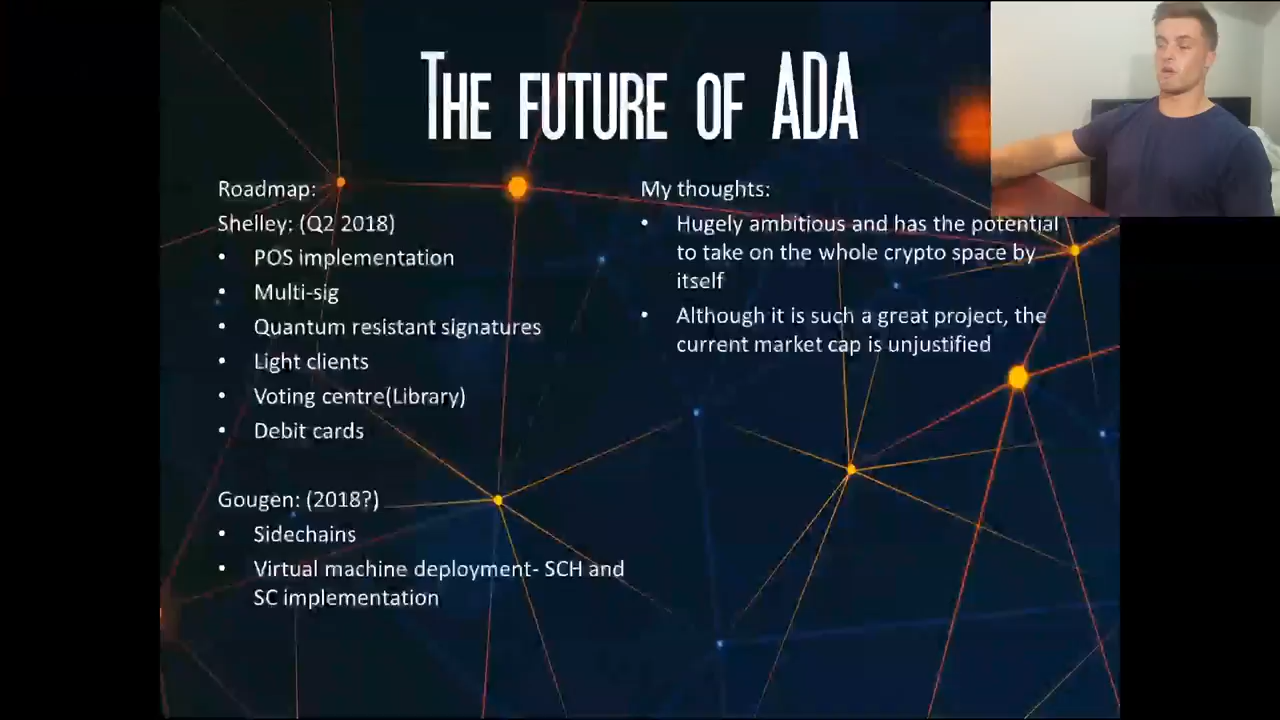 The future of ADA
Roadmap:
Shelley: (Q2 2018)
• POS implementation
• Multi-sig
• Quantum resistant signatures
• Light clients
• Voting centre(Library)
• Debit cards
Gougen: (2018?)
• Sidechains
• Virtual machine deployment- SCH and
SC implementation
My thoughts:
• Hugely ambitious and has the potential
to take on the whole crypto space by
itself
• Although it is such a great project, the
current market cap is unjustified